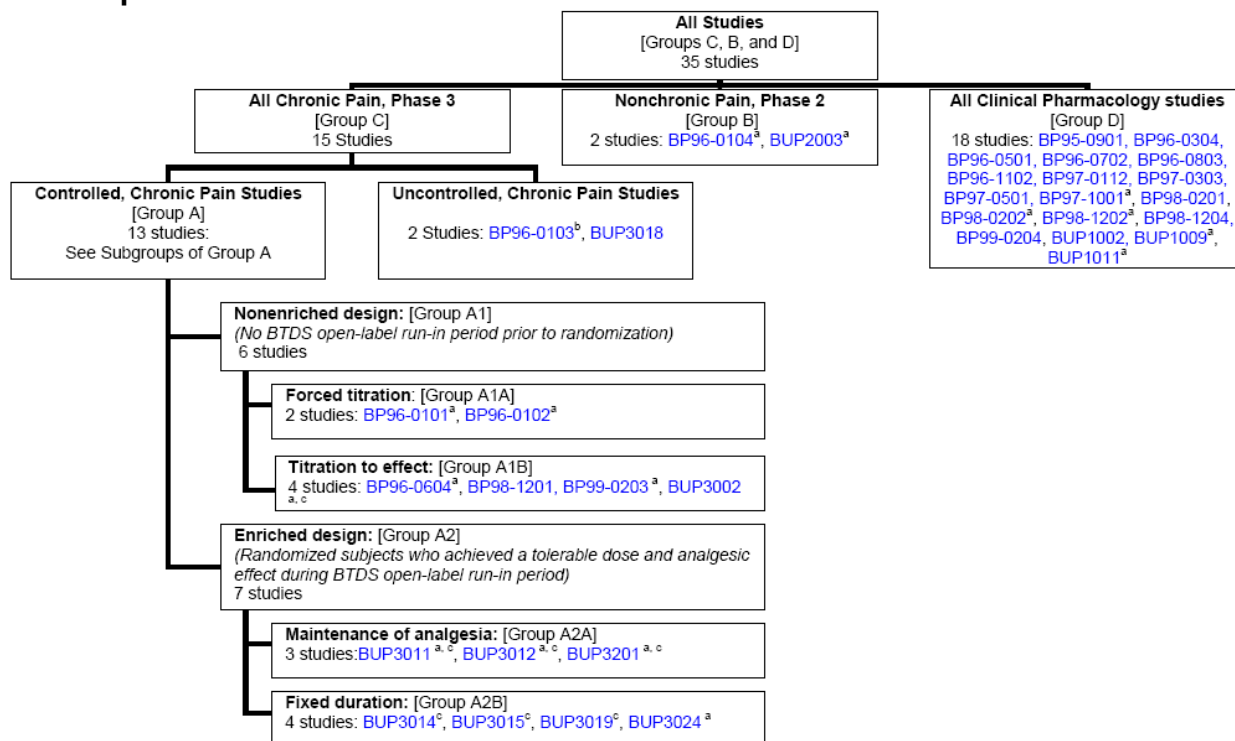 All Studies
[Groups C, B, and D]
35 studies
All Chronic Pain, Phase 3
[Group C]
15 Studies
Nonchronic Pain, Phase 2
[Group B]
2 studies: BP96-0104a, BUP2003a
All Clinical Pharmacology studies
[Group D]
18 studies: BP95-0901, BP96-0304,
BP96-0501, BP96-0702, BP96-0803,
BP96-1102, BP97-0112, BP97-0303,
BP97-0501, BP97-1001a, BP98-0201,
BP98-0202a, BP98-1202a, BP98-1204,
BP99-0204, BUP1002, BUP1009a,
BUP1011a
Controlled, Chronic Pain Studies
[Group A]
13 studies:
See Subgroups of Group A
Uncontrolled, Chronic Pain Studies
2 Studies: BP96-0103b, BUP3018
Nonenriched design: [Group A1]
(No BTDS open-label run-in period prior to randomization)
6 studies
Forced titration: [Group A1A]
2 studies: BP96-0101a, BP96-0102a
Titration to effect: [Group A1B]
4 studies: BP96-0604a, BP98-1201, BP99-0203 a, BUP3002
a, c
Enriched design: [Group A2]
(Randomized subjects who achieved a tolerable dose and analgesic
effect during BTDS open-label run-in period)
7 studies
Maintenance of analgesia: [Group A2A]
3 studies:BUP3011 a, c, BUP3012 a, c, BUP3201 a, c
Fixed duration: [Group A2B]
4 studies: BUP3014c, BUP3015c, BUP3019c, BUP3024 a